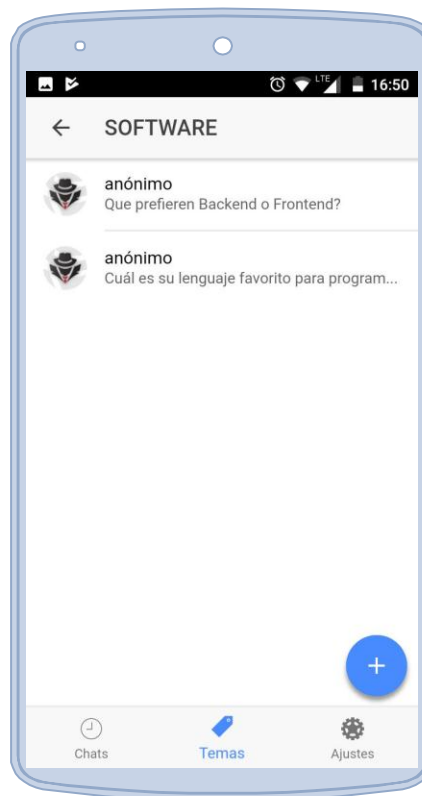 LTE 16:50
SOFTWARE
anónimo
Que prefieren Backend o Frontend?
anónimo
Cuál es su lenguaje favorito para program...
Chats Temas Ajustes